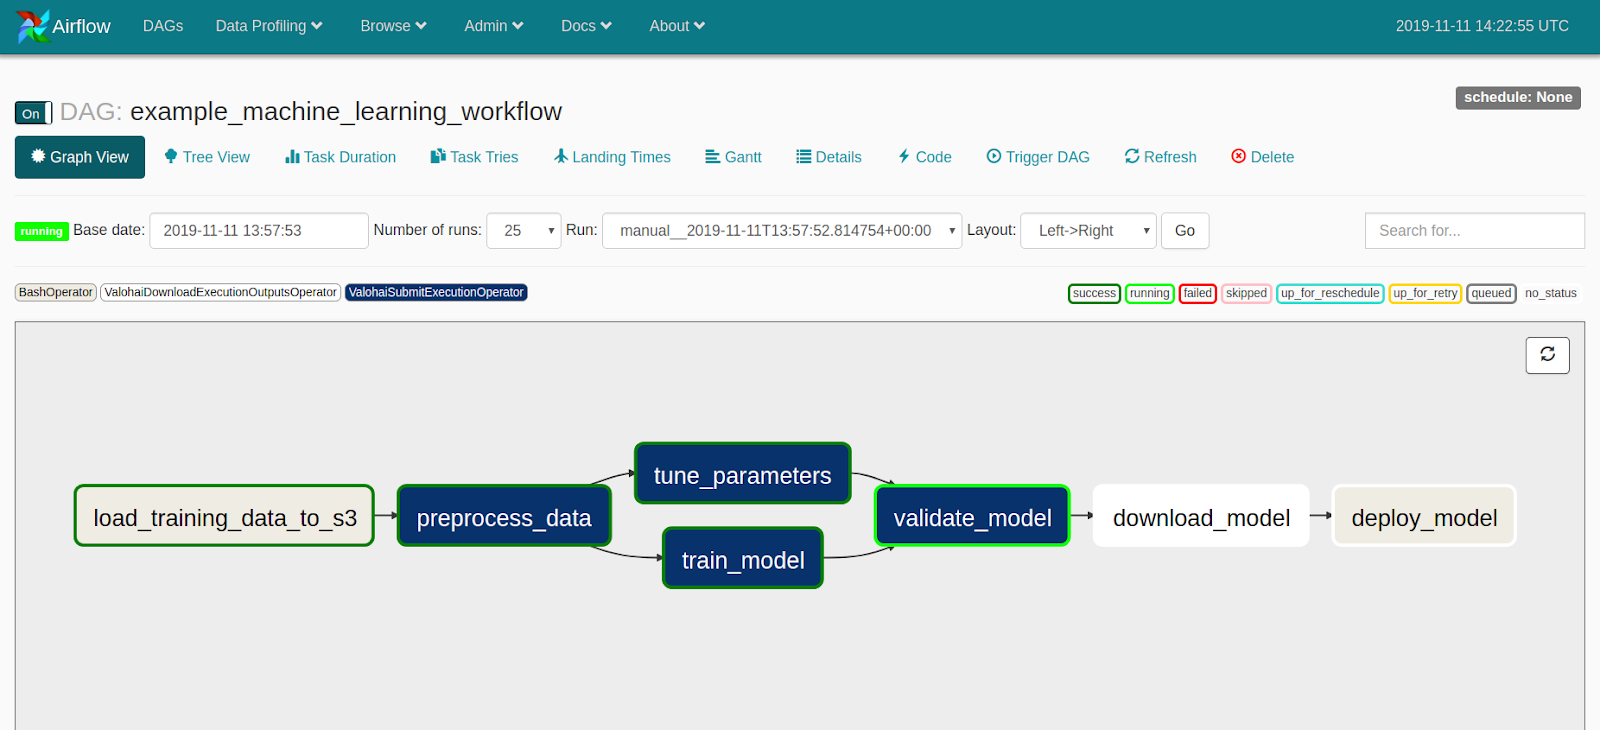 Airflow DAGs Data Profiling Browse Admin Docs About 2019-11-11 14:22:55 UTC
schedule: None
On DAG: example_machine_learning_workflow
Graph View Tree View Task Duration Task Tries Landing Times Gantt Details Code Trigger DAG Refresh Delete
running Base date: 2019-11-11 13:57:53 Number of runs: 25 Run: manual__2019-11-11T13:57:52.814754+00:00 Layout: Left->Right Go Search for...
BashOperator ValohaiDownloadExecutionOutputsOperator ValohaiSubmitExecutionOperator success running failed skipped up_for_reschedule up_for_retry queued no_status
tune_parameters
load_training_data_to_s3 preprocess_data validate_model download_model deploy_model
train_model